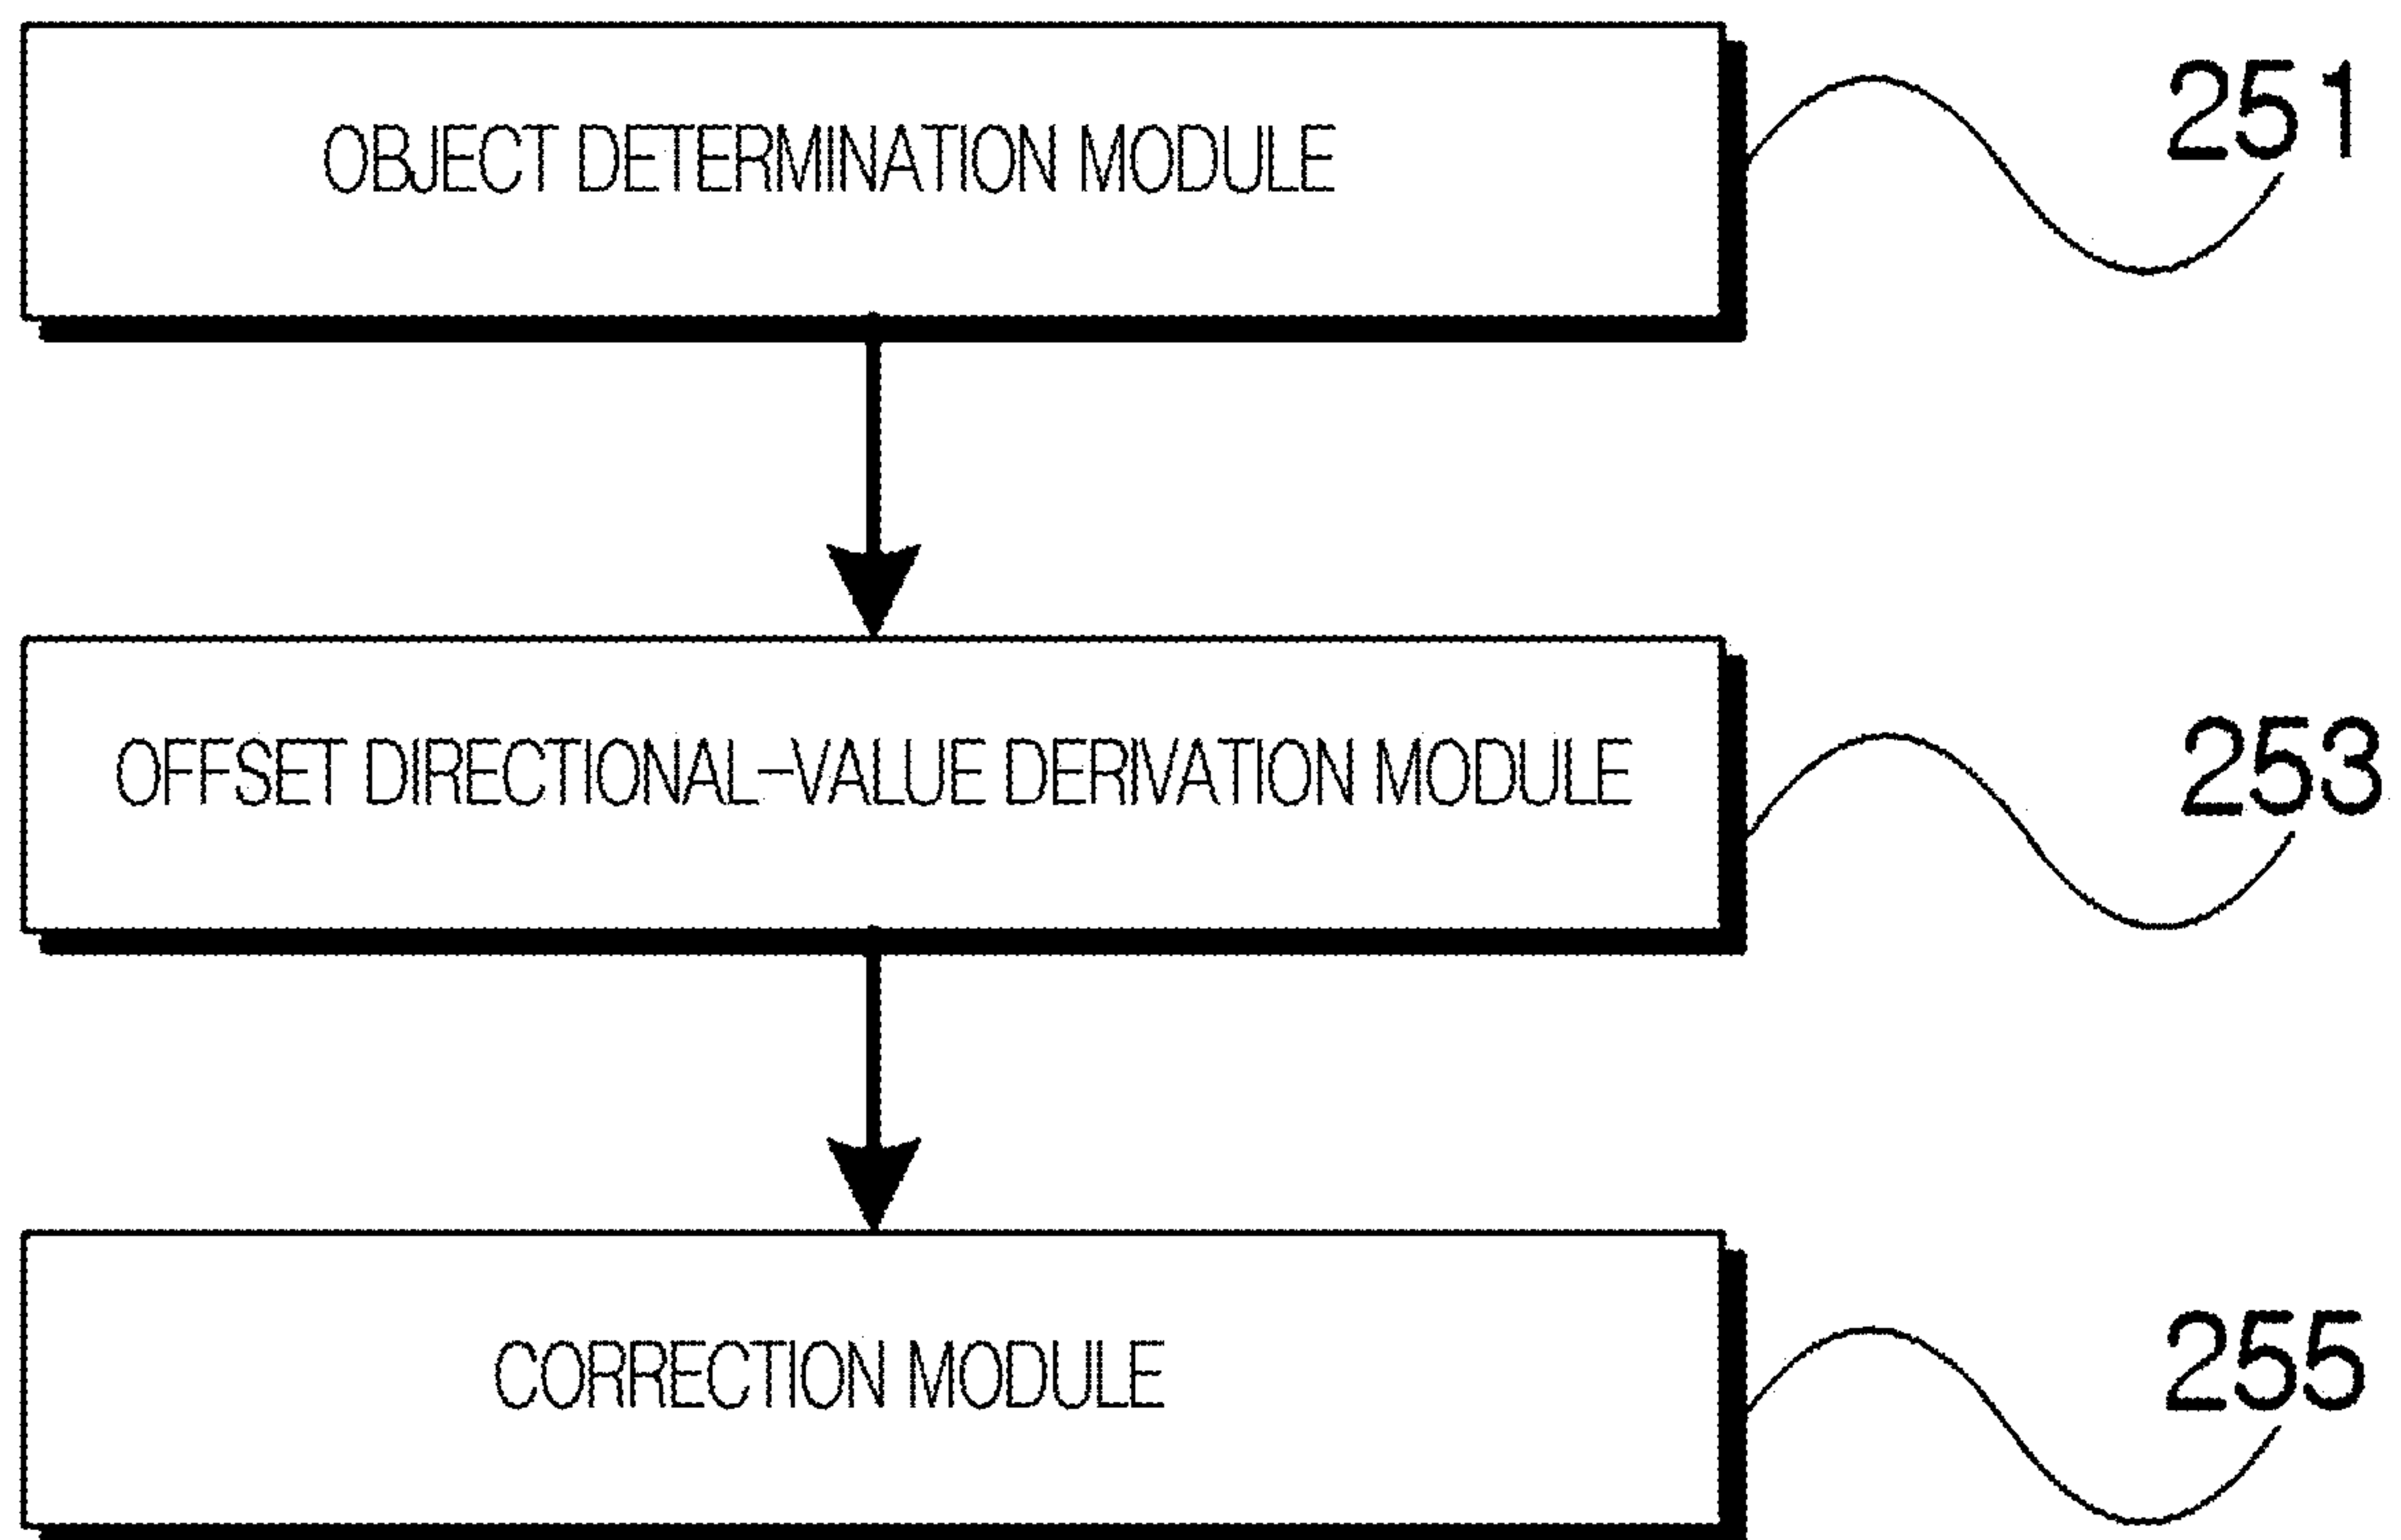 OBJECT DETERMINATION MODULE
251
OFFSET DIRECTIONAL-VALUE DERIVATION MODULE
253
CORRECTION MODULE
255